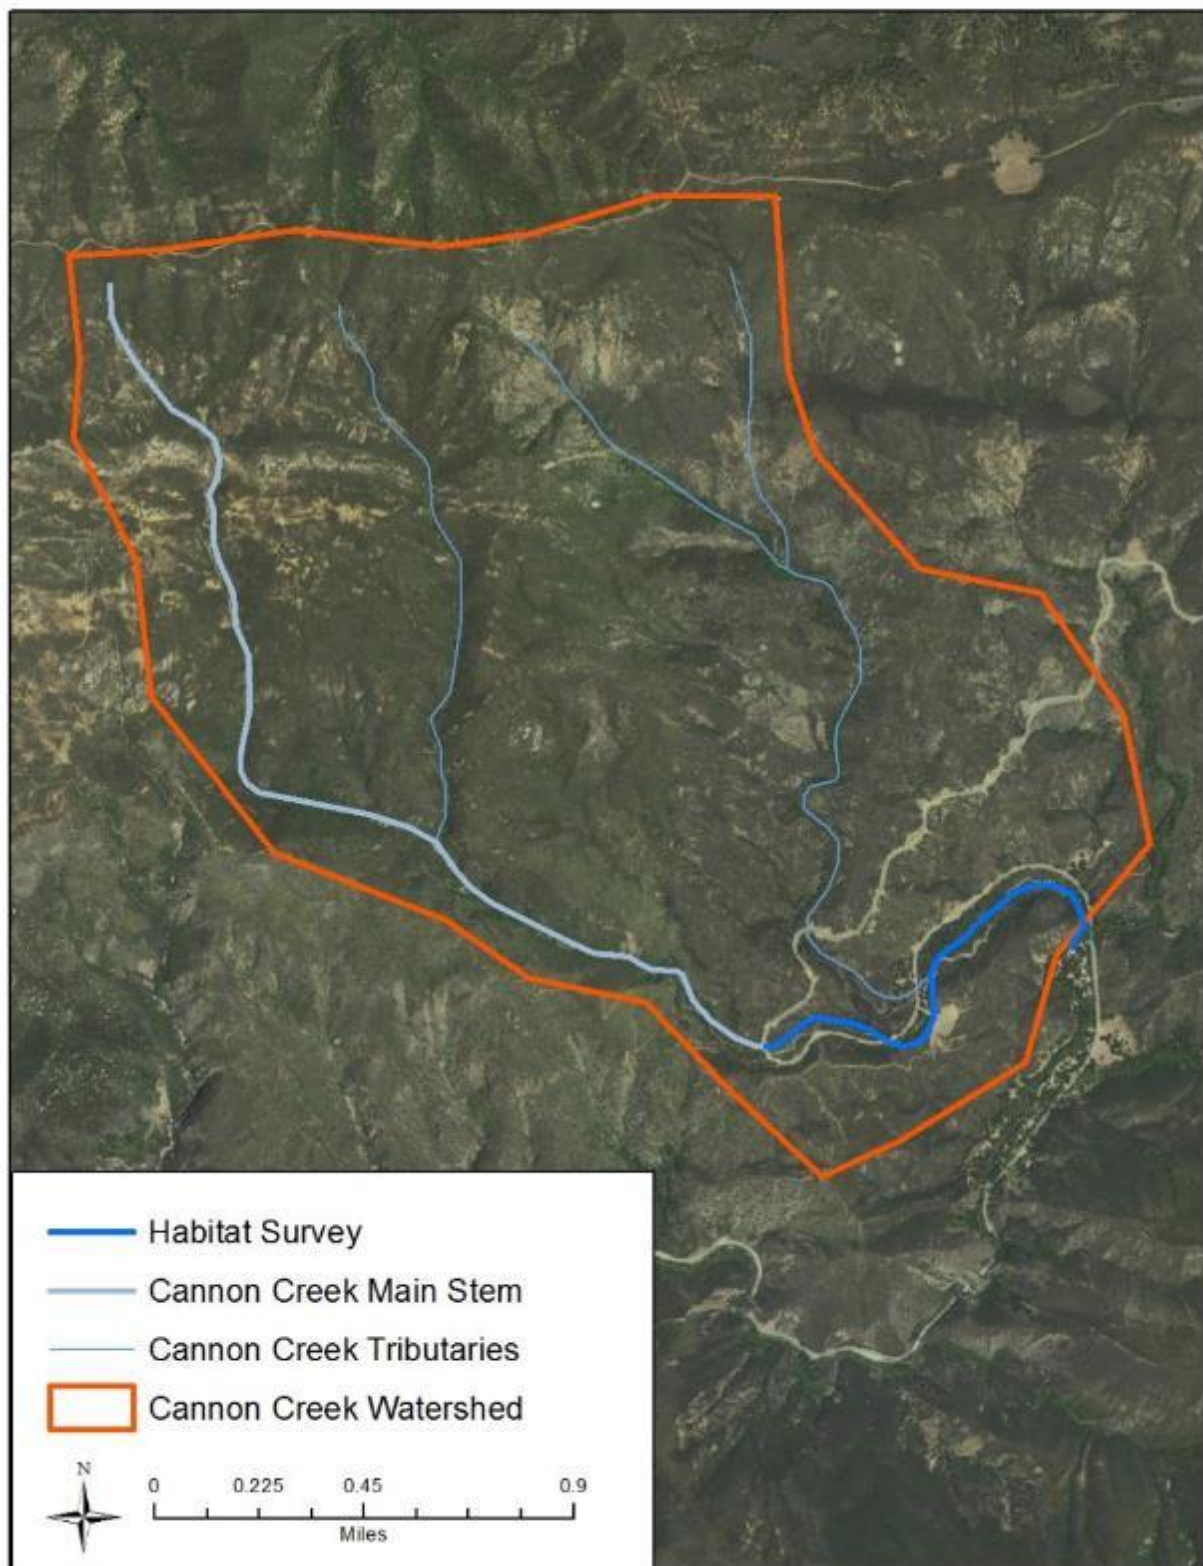 Habitat Survey
Cannon Creek Main Stem
Cannon Creek Tributaries
Cannon Creek Watershed
N
0 0.225 0.45 0.9
Miles